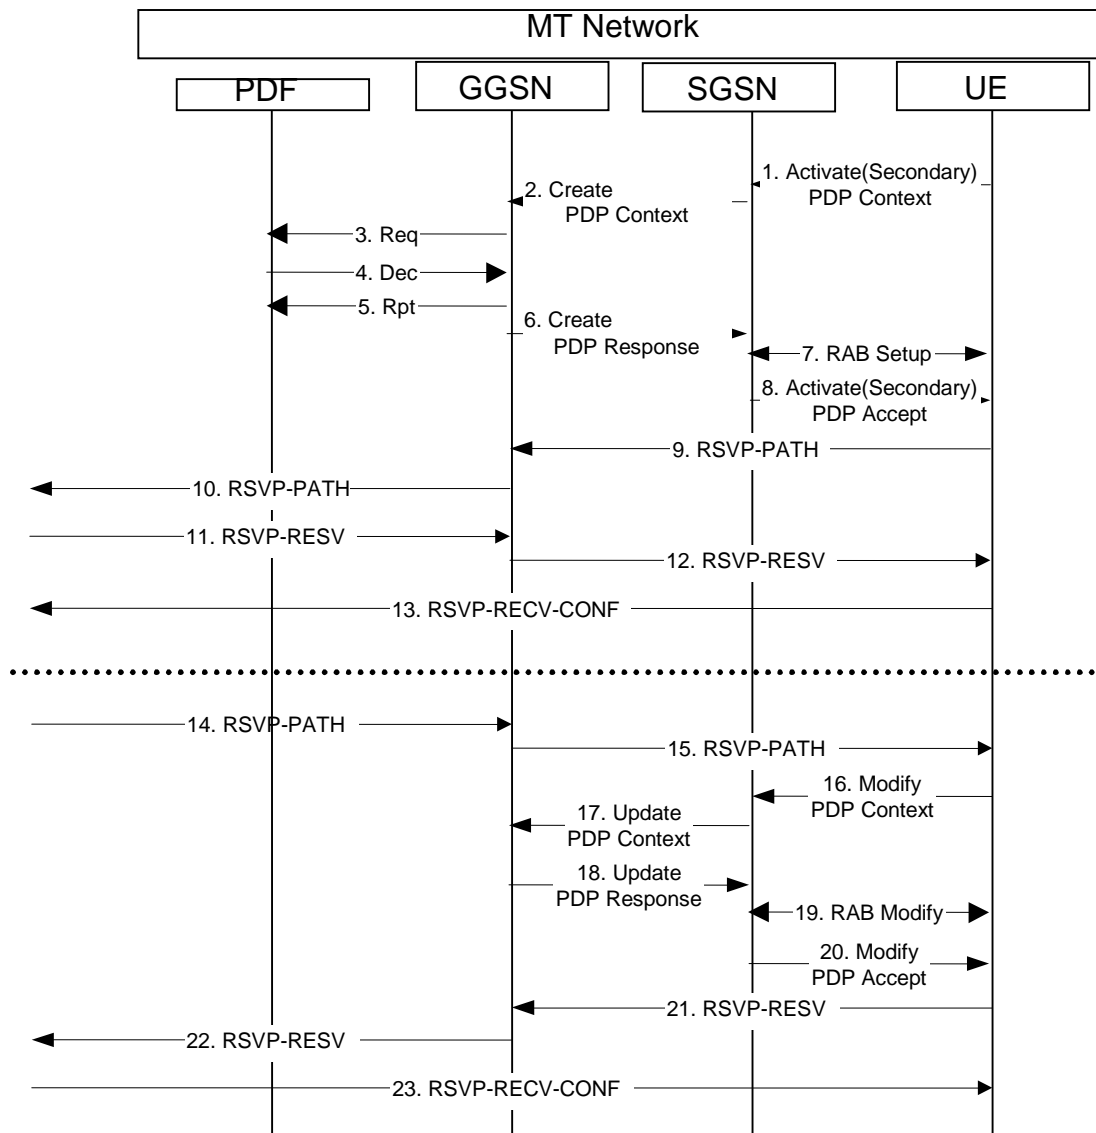 MT Network
PDF
GGSN
SGSN
UE
1. Activate(Secondary)
PDP Context
2. Create
PDP Context
3. Req
4. Dec
5. Rpt
6. Create
PDP Response
7. RAB Setup
8. Activate(Secondary)
PDP Accept
9. RSVP-PATH
10. RSVP-PATH
11. RSVP-RESV
12. RSVP-RESV
13. RSVP-RECV-CONF
14. RSVP-PATH
15. RSVP-PATH
16. Modify
PDP Context
17. Update
PDP Context
18. Update
PDP Response
19. RAB Modify
20. Modify
PDP Accept
21. RSVP-RESV
22. RSVP-RESV
23. RSVP-RECV-CONF